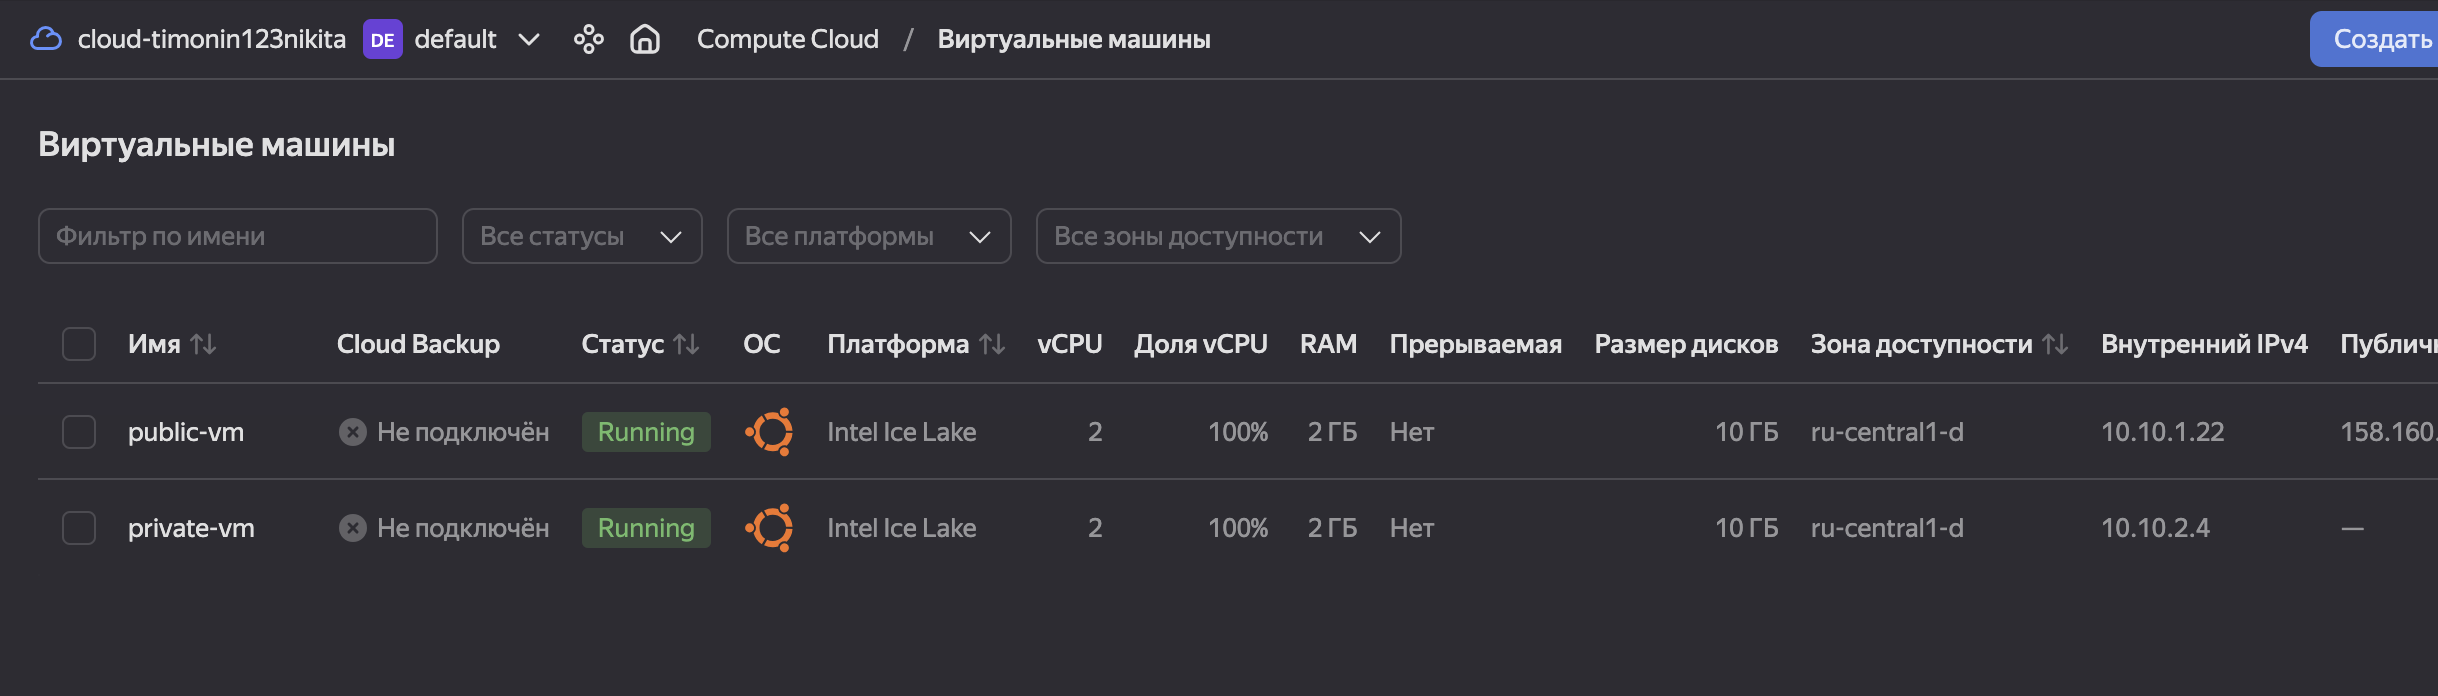 cloud-timonin123nikita DE default Compute Cloud / Виртуальные машины Создать
Виртуальные машины
Фильтр по имени Все статусы Все платформы Все зоны доступности
Имя Cloud Backup Статус ОС Платформа vCPU Доля vCPU RAM Прерываемая Размер дисков Зона доступности Внутренний IPv4 Публичн
public-vm Не подключён Running Intel Ice Lake 2 100% 2 ГБ Нет 10 ГБ ru-central1-d 10.10.1.22 158.160.
private-vm Не подключён Running Intel Ice Lake 2 100% 2 ГБ Нет 10 ГБ ru-central1-d 10.10.2.4 —